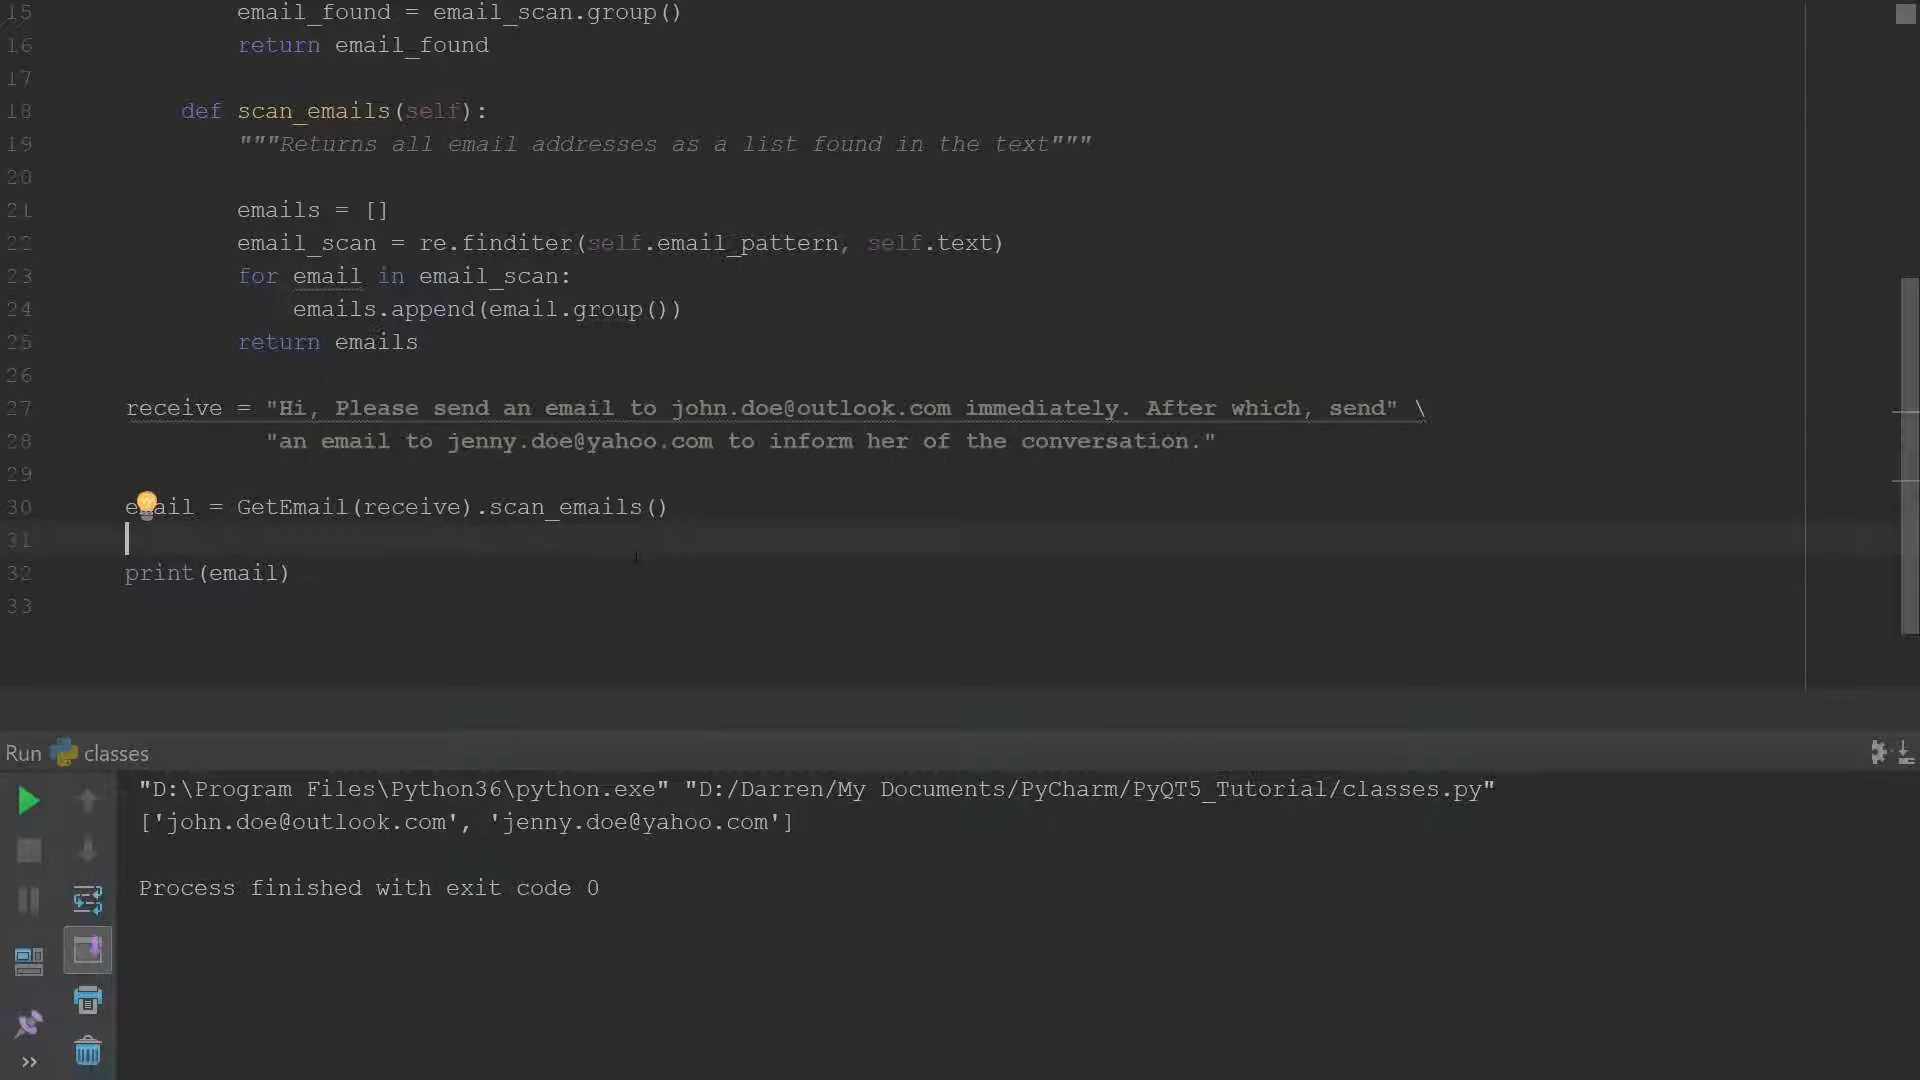 15 email_found = email_scan.group()
16 return email_found
17
18 def scan_emails(self):
19 """Returns all email addresses as a list found in the text"""
20
21 emails = []
22 email_scan = re.finditer(self.email_pattern, self.text)
23 for email in email_scan:
24 emails.append(email.group())
25 return emails
26
27 receive = "Hi, Please send an email to john.doe@outlook.com immediately. After which, send" \
28 "an email to jenny.doe@yahoo.com to inform her of the conversation."
29
30 email = GetEmail(receive).scan_emails()
31
32 print(email)
33
Run classes
"D:\Program Files\Python36\python.exe" "D:/Darren/My Documents/PyCharm/PyQT5_Tutorial/classes.py"
['john.doe@outlook.com', 'jenny.doe@yahoo.com']
Process finished with exit code 0